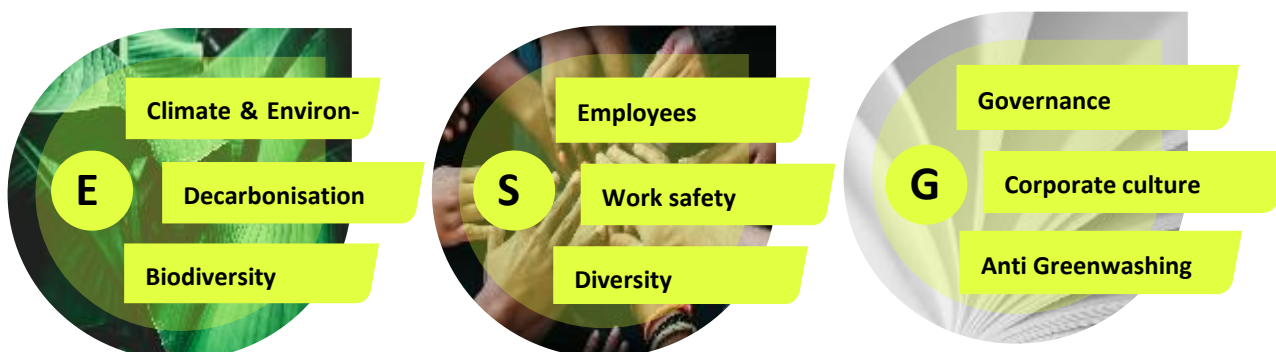 E
Climate & Environ-
Decarbonisation
Biodiversity
S
Employees
Work safety
Diversity
G
Governance
Corporate culture
Anti Greenwashing